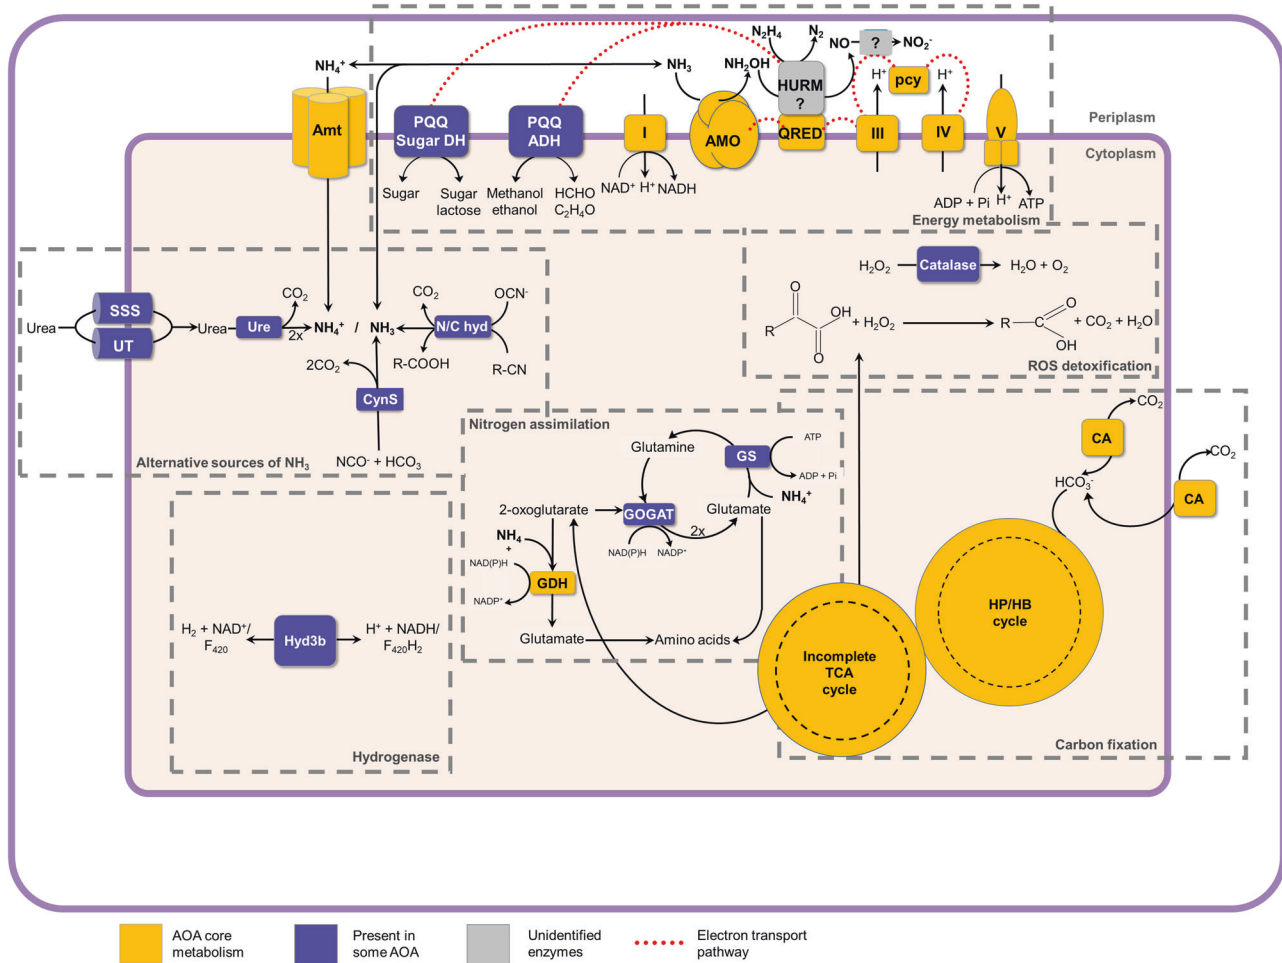 N₂H₄
N₂
NO
?
NO₂⁻
NH₄⁺
NH₃
NH₂OH
HURM
?
H⁺
pcy
H⁺
Amt
PQQ
Sugar DH
PQQ
ADH
I
AMO
QRED
III
IV
V
Periplasm
Cytoplasm
Sugar
Sugar
lactose
Methanol
ethanol
HCHO
C₂H₄O
NAD⁺ H⁺ NADH
ADP + Pi
H⁺
ATP
Energy metabolism
H₂O₂
Catalase
H₂O + O₂
O
OH
R
O
+ H₂O₂
O
R
OH
+ CO₂ + H₂O
ROS detoxification
SSS
UT
Urea
Urea
Ure
CO₂
2x
NH₄⁺ / NH₃
CO₂
N/C hyd
OCN⁻
R-COOH
R-CN
2CO₂
CynS
NCO⁻ + HCO₃
Alternative sources of NH₃
Nitrogen assimilation
Glutamine
GS
ATP
ADP + Pi
NH₄⁺
Glutamate
2-oxoglutarate
GOGAT
2x
NAD(P)H
NADP⁺
NH₄
+
NAD(P)H
GDH
NADP⁺
Glutamate
Amino acids
CO₂
CA
HCO₃⁻
CO₂
CA
HP/HB
cycle
Incomplete
TCA
cycle
Carbon fixation
H₂ + NAD⁺/
F₄₂₀
Hyd3b
H⁺ + NADH/
F₄₂₀H₂
Hydrogenase
AOA core
metabolism
Present in
some AOA
Unidentified
enzymes
Electron transport
pathway